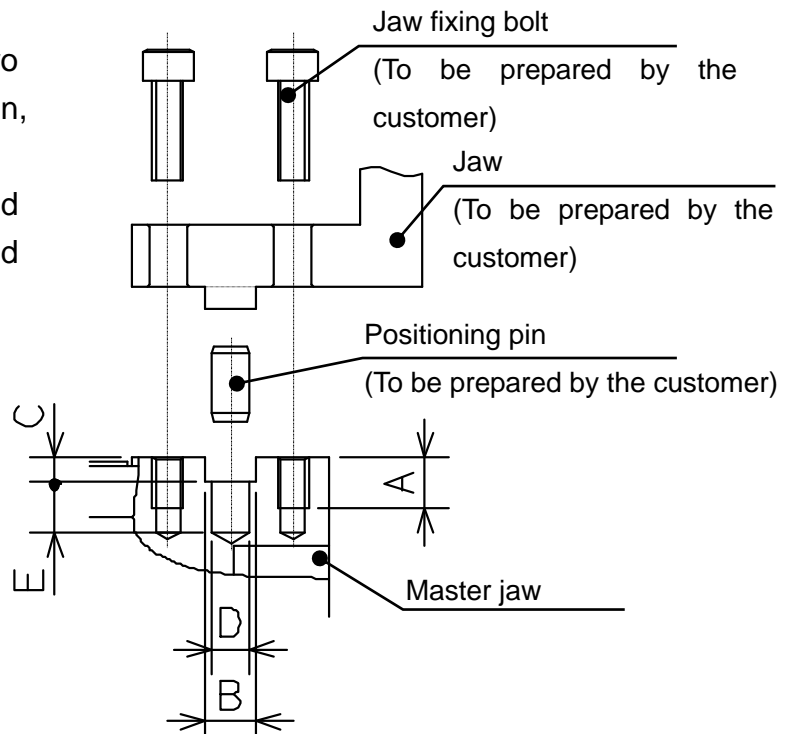 Jaw fixing bolt
(To be prepared by the
customer)
Jaw
(To be prepared by the
customer)
Positioning pin
(To be prepared by the customer)
C
A
E
Master jaw
D
B
n,
d
d